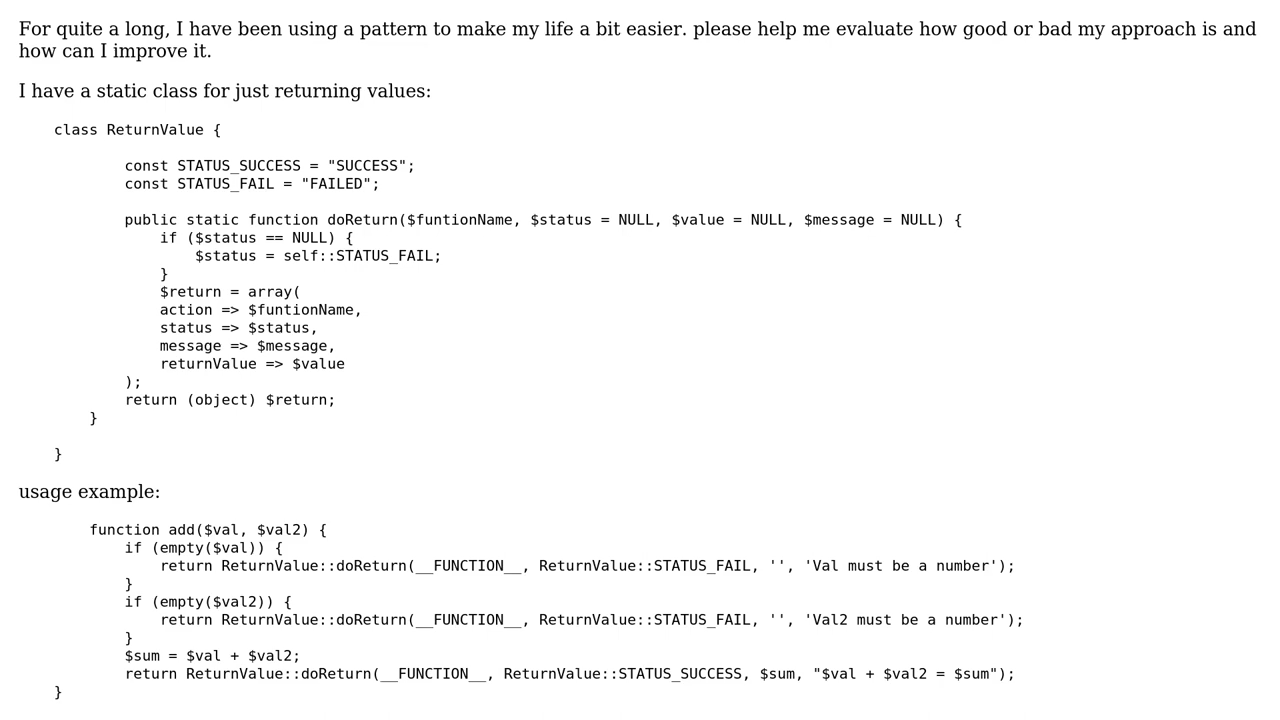 For quite a long, I have been using a pattern to make my life a bit easier. please help me evaluate how good or bad my approach is and
how can I improve it.
I have a static class for just returning values:
class ReturnValue {
const STATUS_SUCCESS = "SUCCESS";
const STATUS_FAIL = "FAILED";
public static function doReturn($funtionName, $status = NULL, $value = NULL, $message = NULL) {
if ($status == NULL) {
$status = self::STATUS_FAIL;
}
$return = array(
action => $funtionName,
status => $status,
message => $message,
returnValue => $value
);
return (object) $return;
}
}
usage example:
function add($val, $val2) {
if (empty($val)) {
return ReturnValue::doReturn(__FUNCTION__, ReturnValue::STATUS_FAIL, '', 'Val must be a number');
}
if (empty($val2)) {
return ReturnValue::doReturn(__FUNCTION__, ReturnValue::STATUS_FAIL, '', 'Val2 must be a number');
}
$sum = $val + $val2;
return ReturnValue::doReturn(__FUNCTION__, ReturnValue::STATUS_SUCCESS, $sum, "$val + $val2 = $sum");
}